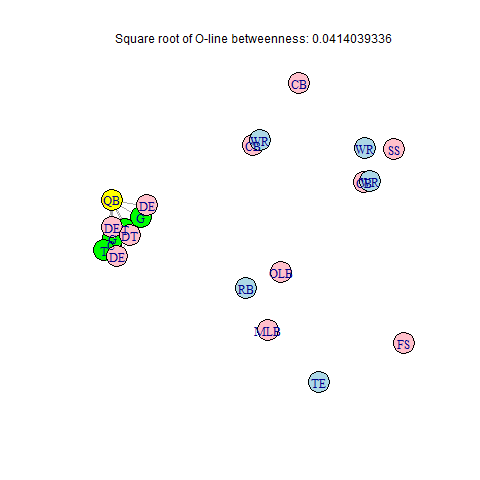 Square root of O-line betweenness: 0.0414039336
CB
WR
CB
WR
SS
CB
WR
QB
DE
G
DE
T
DT
T
DE
OLB
RB
MLB
FS
TE